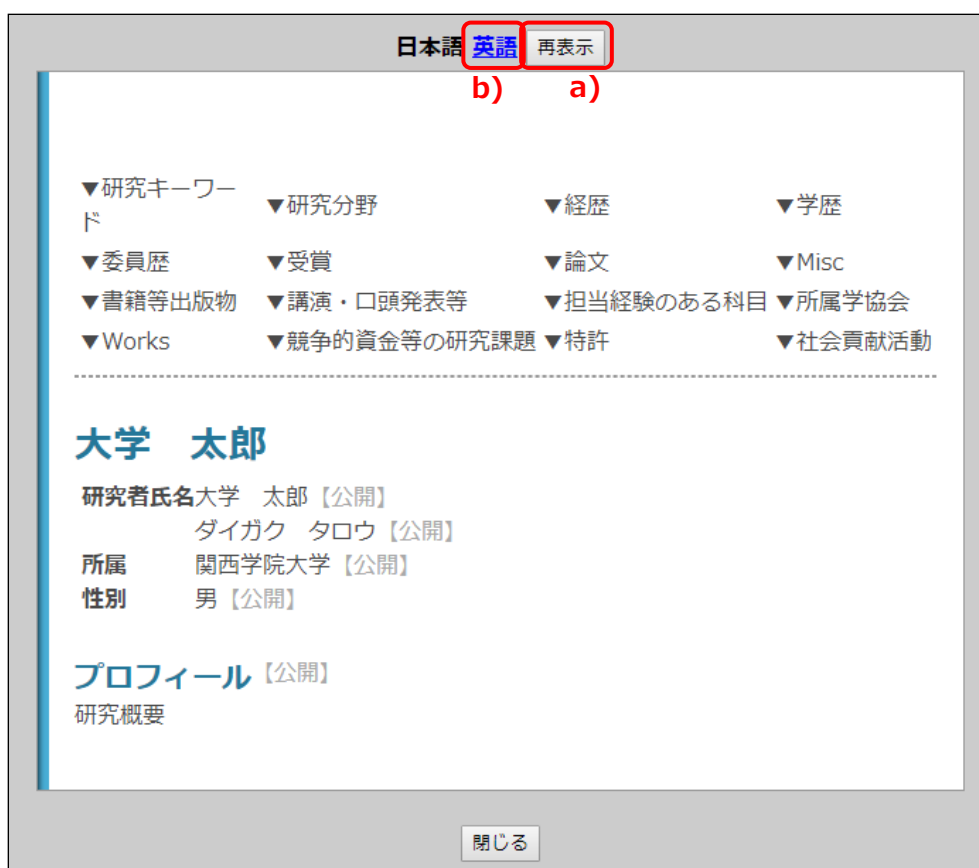 日本語 英語 再表示
b) a)
▼研究キーワー
ド
▼研究分野 ▼経歴 ▼学歴
▼委員歴 ▼受賞 ▼論文 ▼Misc
▼書籍等出版物 ▼講演・口頭発表等 ▼担当経験のある科目 ▼所属学協会
▼Works ▼競争的資金等の研究課題 ▼特許 ▼社会貢献活動
大学　太郎
研究者氏名 大学　太郎【公開】
ダイガク　タロウ【公開】
所属 関西学院大学【公開】
性別 男【公開】
プロフィール【公開】
研究概要
閉じる